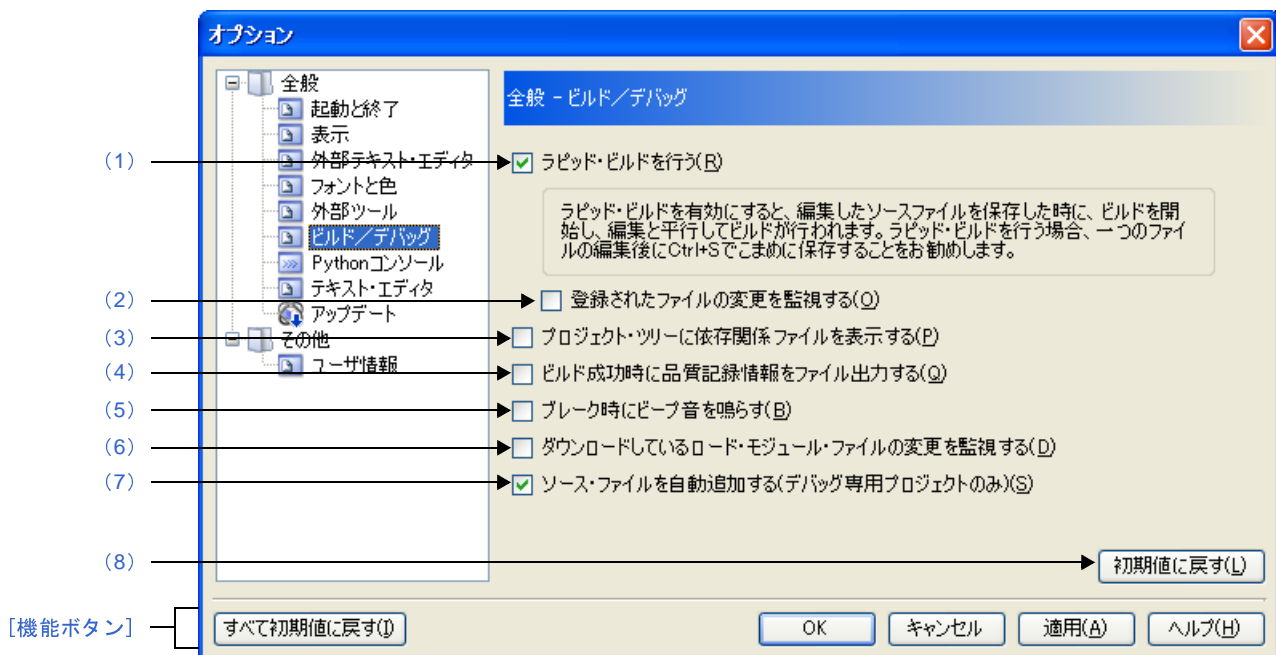 オプション
全般
起動と終了
表示
外部テキスト・エディタ
フォントと色
外部ツール
ビルド／デバッグ
Pythonコンソール
テキスト・エディタ
アップデート
その他
ユーザ情報
全般 - ビルド／デバッグ
(1)
ラピッド・ビルドを行う(R)
ラピッド・ビルドを有効にすると、編集したソースファイルを保存した時に、ビルドを開
始し、編集と平行してビルドが行われます。ラピッド・ビルドを行う場合、一つのファイ
ルの編集後にCtrl+Sでこまめに保存することをお勧めします。
(2)
登録されたファイルの変更を監視する(O)
(3)
プロジェクト・ツリーに依存関係ファイルを表示する(P)
(4)
ビルド成功時に品質記録情報をファイル出力する(Q)
(5)
ブレーク時にビープ音を鳴らす(B)
(6)
ダウンロードしているロード・モジュール・ファイルの変更を監視する(D)
(7)
ソース・ファイルを自動追加する(デバッグ専用プロジェクトのみ)(S)
(8)
初期値に戻す(L)
［機能ボタン］
すべて初期値に戻す(I)
OK
キャンセル
適用(A)
ヘルプ(H)